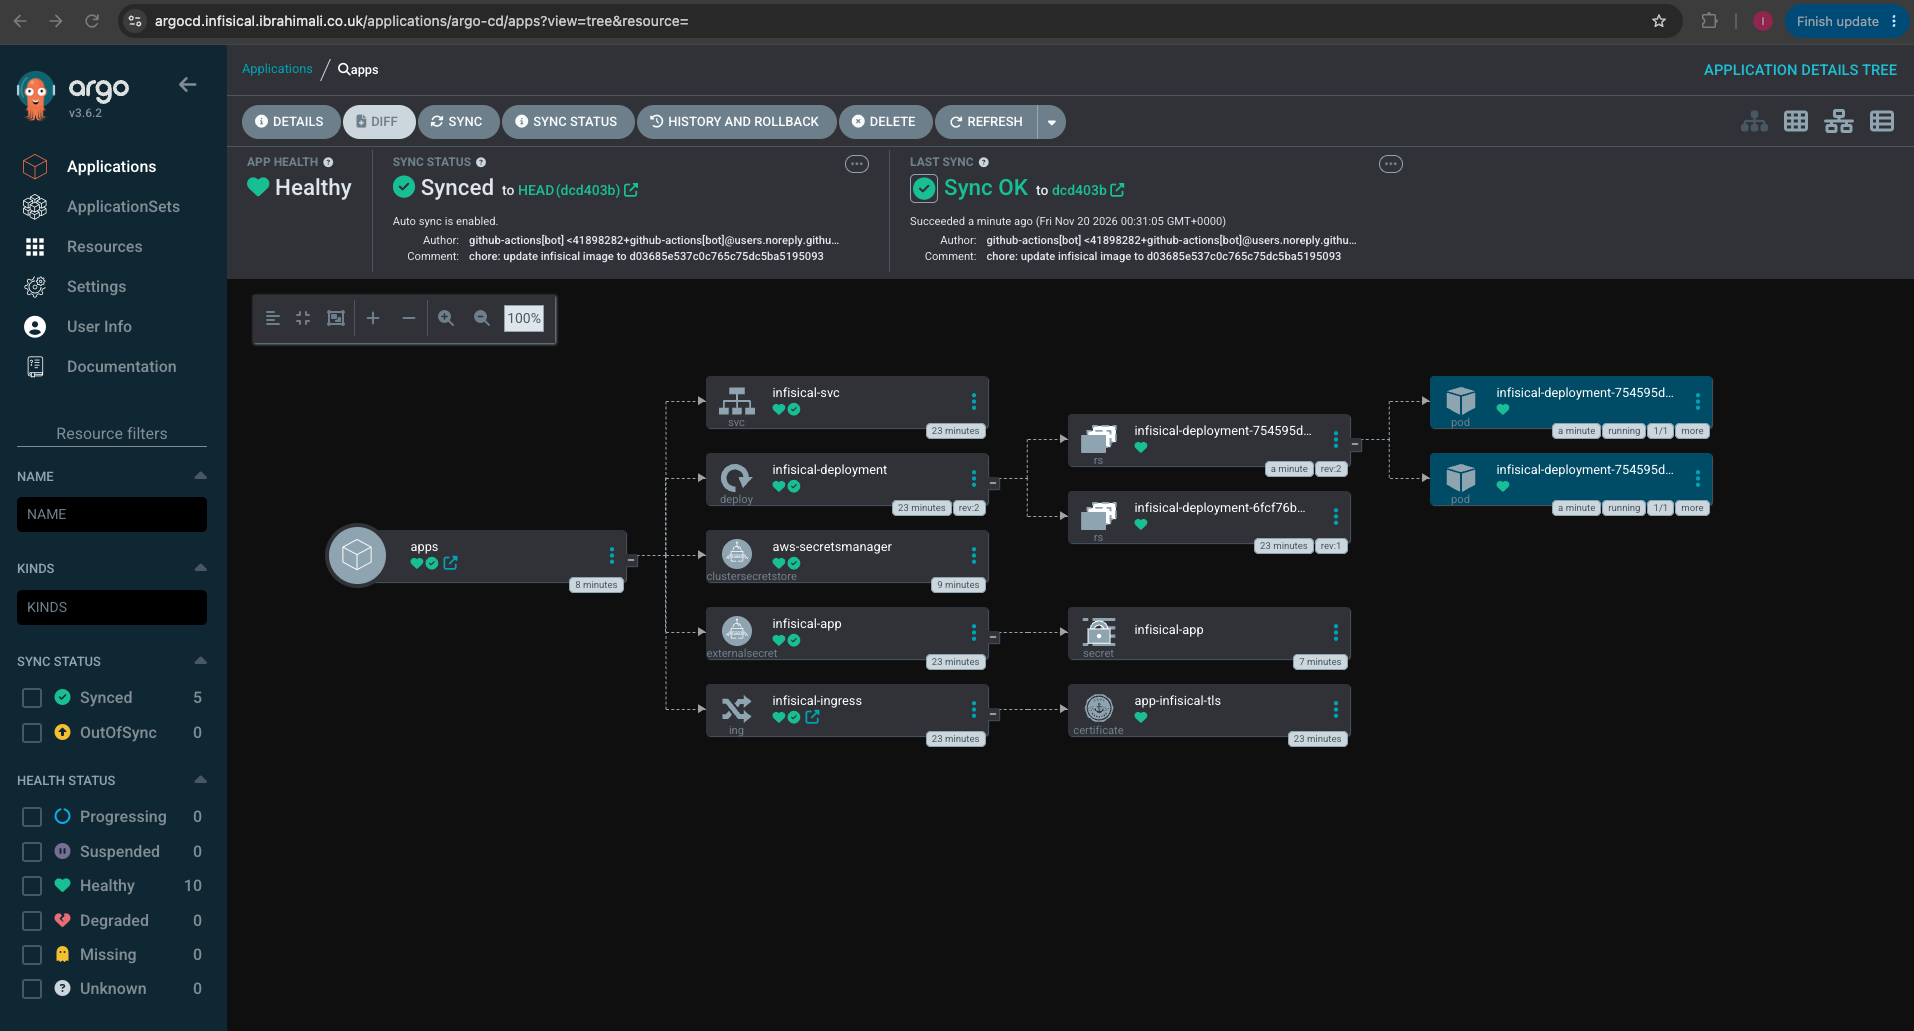 argocd.infisical.ibrahimali.co.uk/applications/argo-cd/apps?view=tree&resource=
I
Finish update
argo
v3.6.2
Applications
ApplicationSets
Resources
Settings
User Info
Documentation
Resource filters
NAME
NAME
KINDS
KINDS
SYNC STATUS
Synced 5
OutOfSync 0
HEALTH STATUS
Progressing 0
Suspended 0
Healthy 10
Degraded 0
Missing 0
Unknown 0
Applications / apps
APPLICATION DETAILS TREE
DETAILS
DIFF
SYNC
SYNC STATUS
HISTORY AND ROLLBACK
DELETE
REFRESH
APP HEALTH
Healthy
SYNC STATUS
Synced to HEAD (dcd403b)
Auto sync is enabled.
Author: github-actions[bot] <41898282+github-actions[bot]@users.noreply.githu...
Comment: chore: update infisical image to d03685e537c0c765c75dc5ba5195093
LAST SYNC
Sync OK to dcd403b
Succeeded a minute ago (Fri Nov 20 2026 00:31:05 GMT+0000)
Author: github-actions[bot] <41898282+github-actions[bot]@users.noreply.githu...
Comment: chore: update infisical image to d03685e537c0c765c75dc5ba5195093
100%
apps
8 minutes
infisical-svc
svc
23 minutes
infisical-deployment
deploy
23 minutes rev:2
aws-secretsmanager
clustersecretstore
9 minutes
infisical-app
externalsecret
23 minutes
infisical-ingress
ing
23 minutes
infisical-deployment-754595d...
rs
a minute rev:2
infisical-deployment-6fcf76b...
rs
23 minutes rev:1
infisical-app
secret
7 minutes
app-infisical-tls
certificate
23 minutes
infisical-deployment-754595d...
pod
a minute running 1/1 more
infisical-deployment-754595d...
pod
a minute running 1/1 more